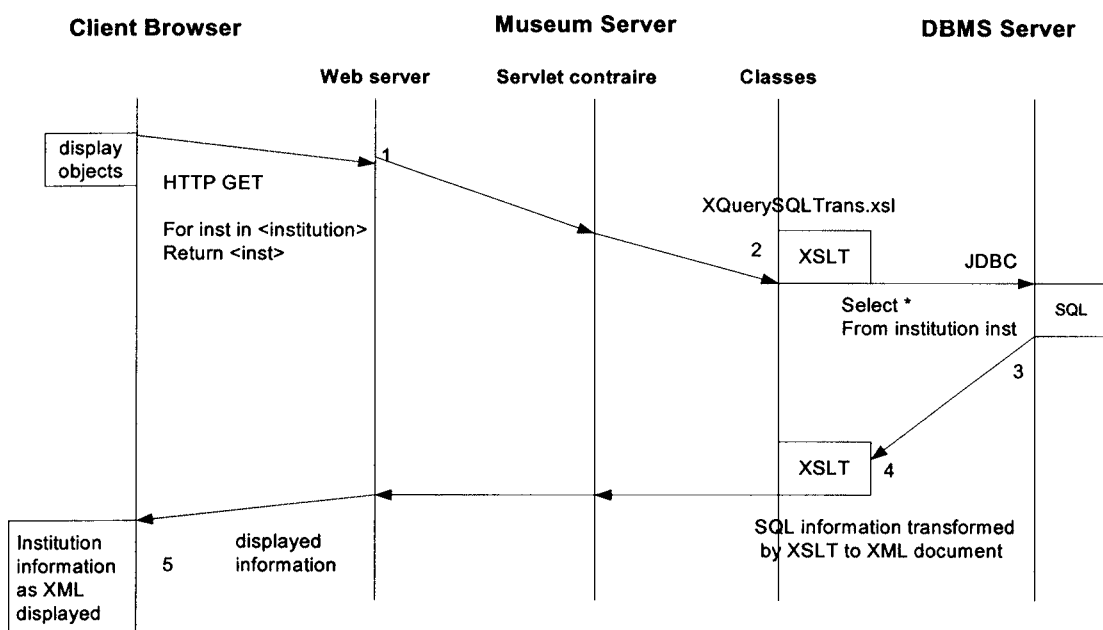 Client Browser
Museum Server
DBMS Server
Web server
Servlet contraire
Classes
display
objects
1
HTTP GET
For inst in <institution>
Return <inst>
XQuerySQLTrans.xsl
2
XSLT
JDBC
Select *
From institution inst
SQL
3
XSLT
4
SQL information transformed
by XSLT to XML document
Institution
information
as XML
displayed
5
displayed
information